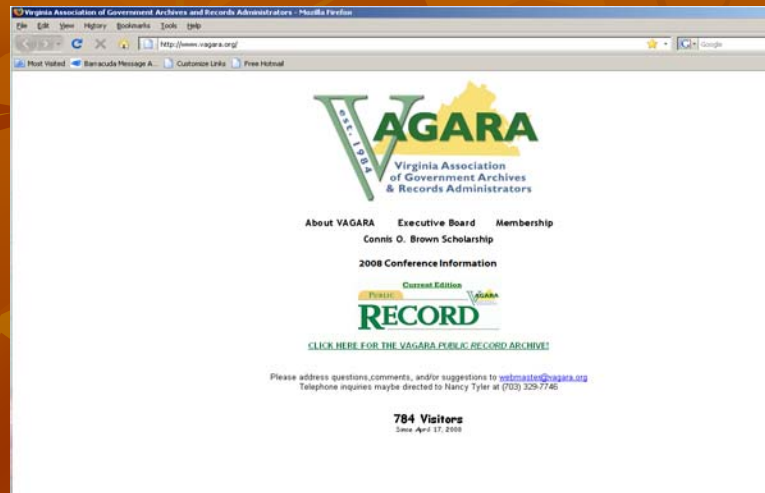 Virginia Association of Government Archives and Records Administrators - Mozilla Firefox
File Edit View History Bookmarks Tools Help
http://www.vagara.org/
Google
Most Visited Barracuda Message A... Customize Links Free Hotmail
est. 1984
VAGARA
Virginia Association
of Government Archives
& Records Administrators
About VAGARA Executive Board Membership
Connis O. Brown Scholarship
2008 Conference Information
Current Edition
PUBLIC VAGARA
RECORD
CLICK HERE FOR THE VAGARA PUBLIC RECORD ARCHIVE!
Please address questions,comments, and/or suggestions to webmaster@vagara.org
Telephone inquiries maybe directed to Nancy Tyler at (703) 329-7746
784 Visitors
Since April 17, 2008